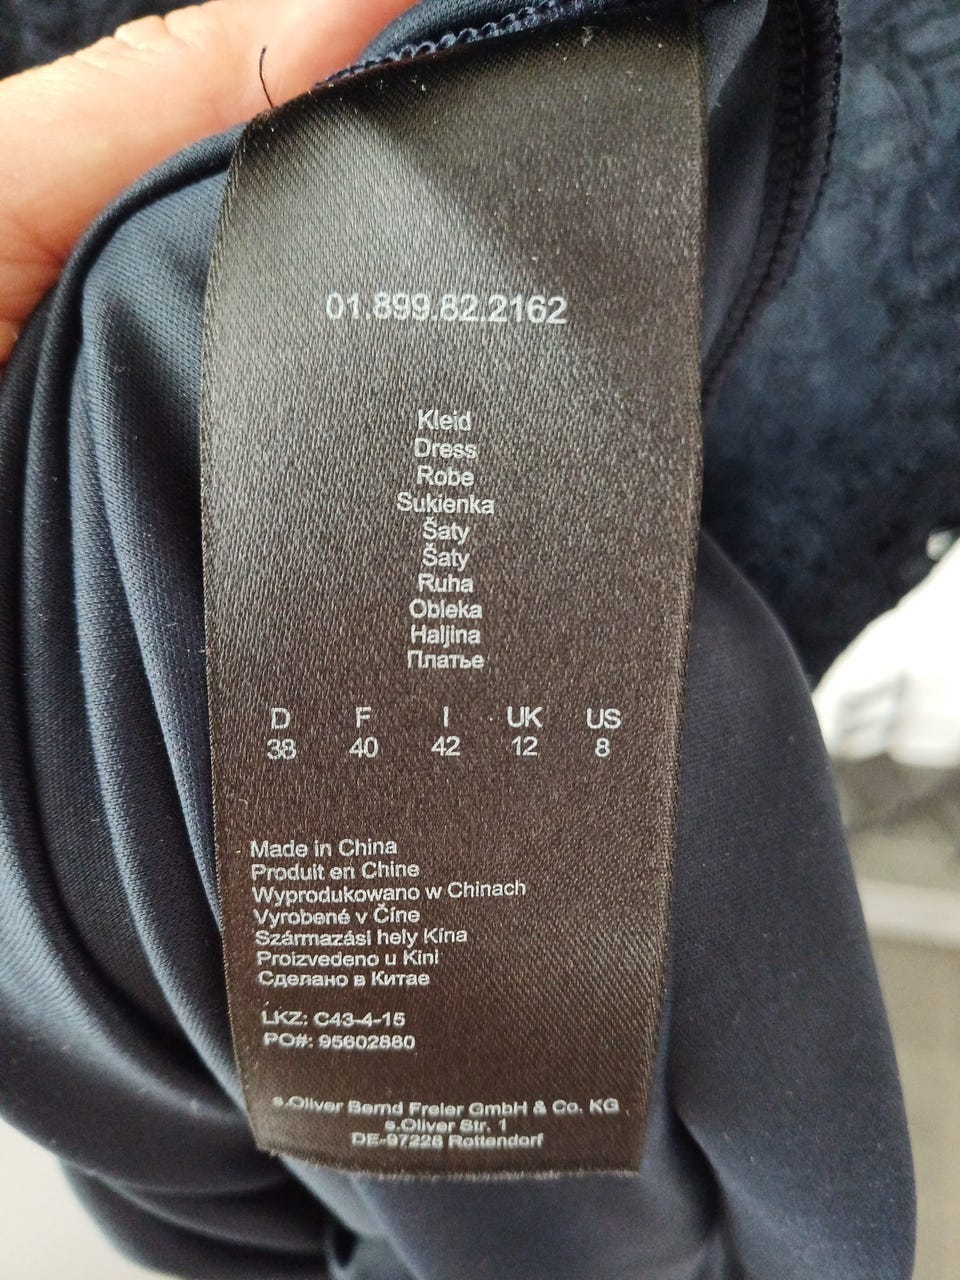 01.899.82.2162
Kleid
Dress
Robe
Sukienka
Šaty
Šaty
Ruha
Obleka
Haljina
Платье
D F I UK US
38 40 42 12 8
Made in China
Produit en Chine
Wyprodukowano w Chinach
Vyrobené v Číne
Származási hely Kína
Proizvedeno u Kini
Сделано в Китае
LKZ: C43-4-15
PO#: 95602880
s.Oliver Bernd Freier GmbH & Co. KG
s.Oliver Str. 1
DE-97228 Rottendorf